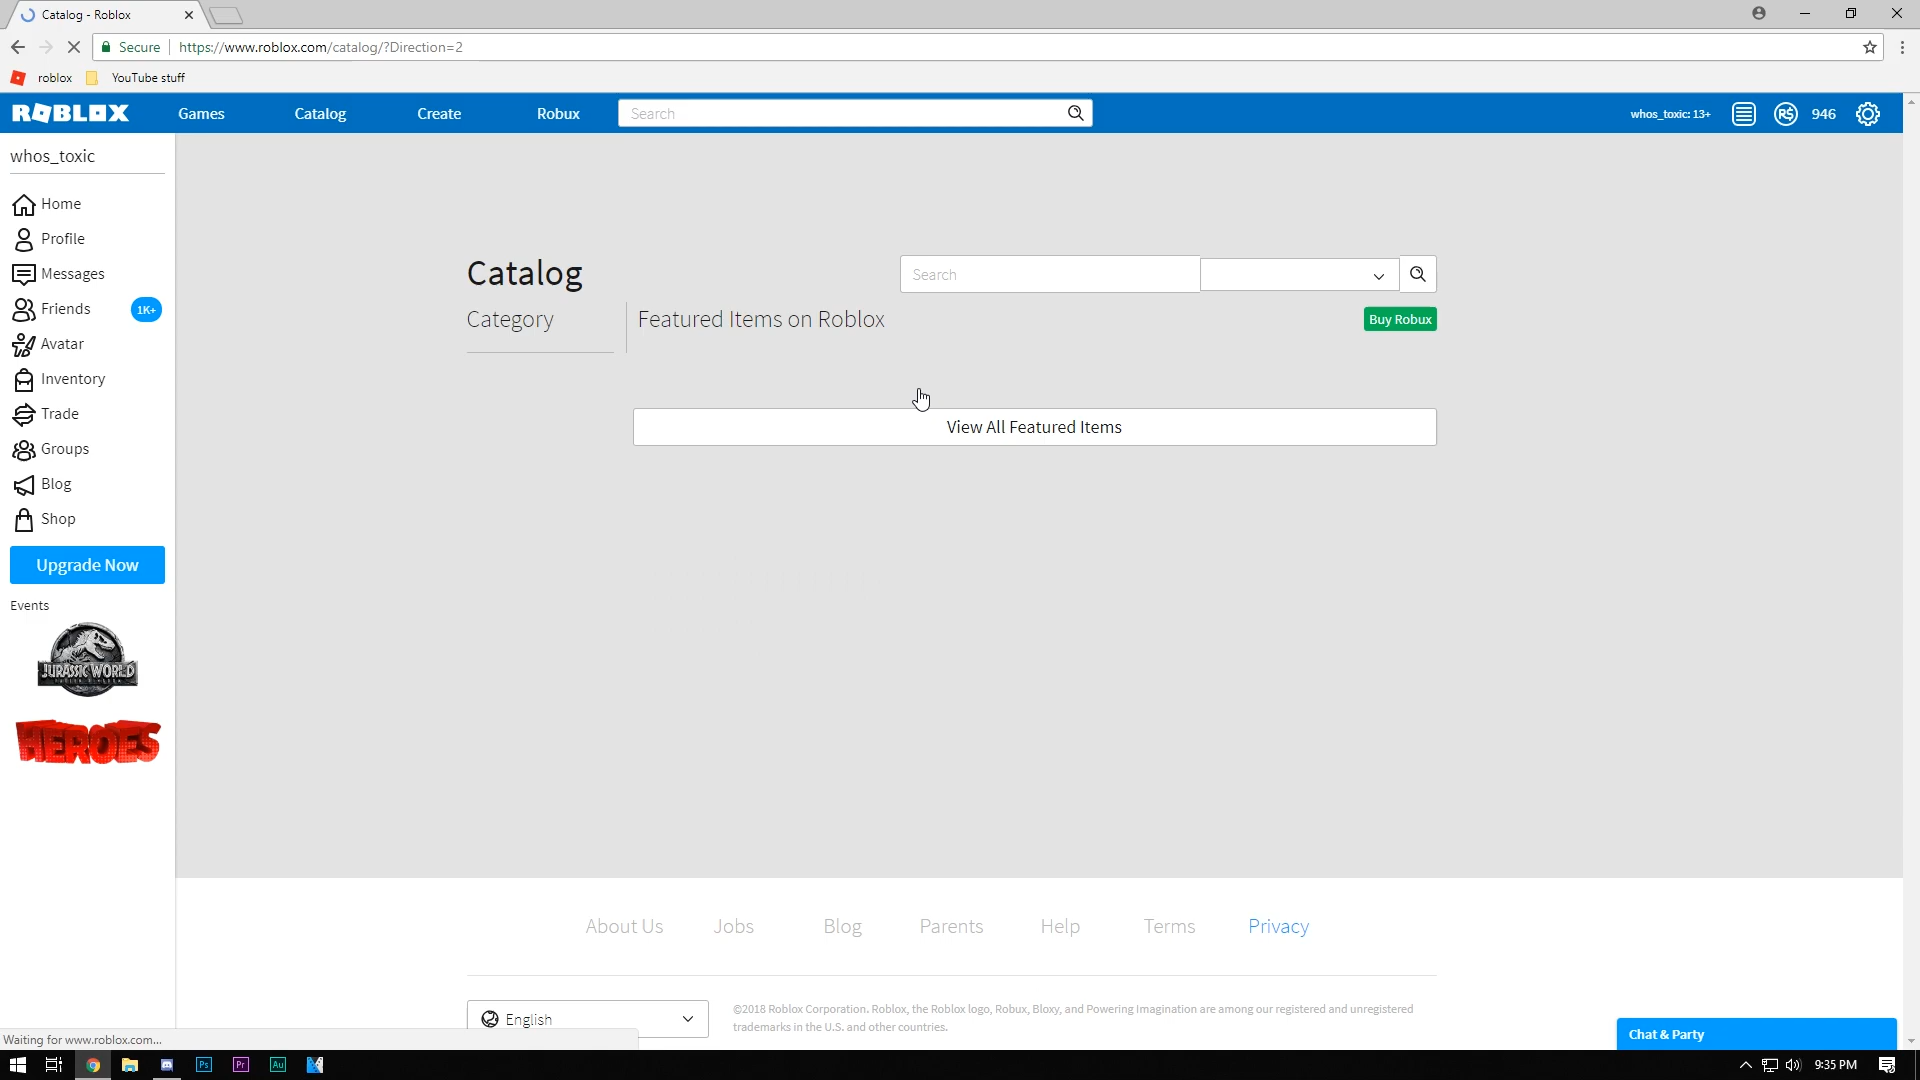 Catalog - Roblox
Secure https://www.roblox.com/catalog/?Direction=2
roblox YouTube stuff
ROBLOX Games Catalog Create Robux Search whos_toxic: 13+ R$ 946
whos_toxic
Home
Profile
Messages
Friends 1K+
Avatar
Inventory
Trade
Groups
Blog
Shop
Upgrade Now
Events
JURASSIC WORLD
HEROES
Catalog Search
Category Featured Items on Roblox Buy Robux
View All Featured Items
About Us Jobs Blog Parents Help Terms Privacy
English
©2018 Roblox Corporation. Roblox, the Roblox logo, Robux, Bloxy, and Powering Imagination are among our registered and unregistered
trademarks in the U.S. and other countries.
Chat & Party
Waiting for www.roblox.com...
Ps Pr Au 9:35 PM